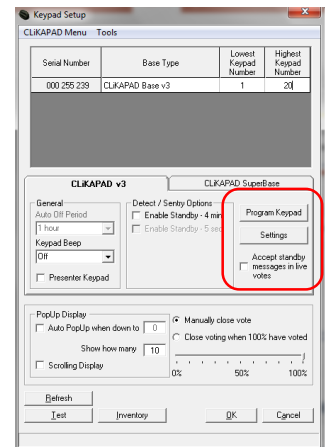 Keypad Setup
CLiKAPAD Menu Tools
Serial Number Base Type Lowest Keypad Number Highest Keypad Number
000 255 239 CLiKAPAD Base v3 1 20
CLiKAPAD v3 CLiKAPAD SuperBase
General
Auto Off Period
1 hour
Keypad Beep
Off
Presenter Keypad
Detect / Sentry Options
Enable Standby - 4 min
Enable Standby - 5 sec
Program Keypad
Settings
Accept standby
messages in live
votes
PopUp Display
Auto PopUp when down to 0
Show how many 10
Scrolling Display
Manually close vote
Close voting when 100% have voted
0% 50% 100%
Refresh
Test Inventory OK Cancel